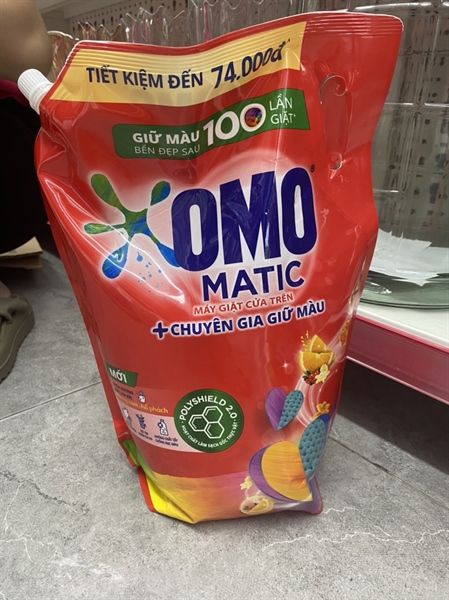 TIẾT KIỆM ĐẾN 74.000đ*
GIỮ MÀU
BỀN ĐẸP SAU
100 LẦN GIẶT*
OMO®
MATIC
MÁY GIẶT CỬA TRÊN
+CHUYÊN GIA GIỮ MÀU
MỚI
POLYSHIELD 2.0